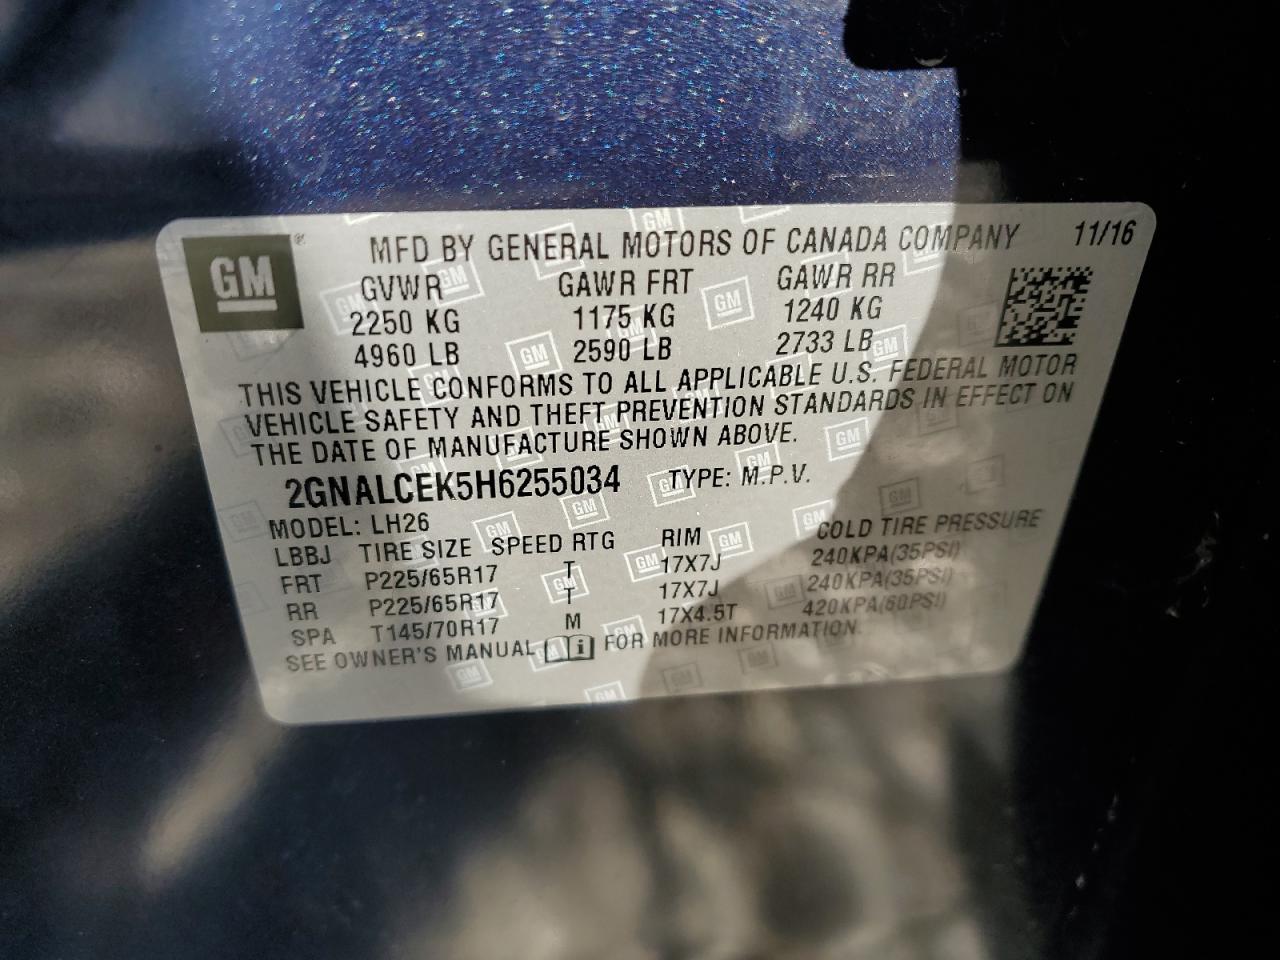 GM ® MFD BY GENERAL MOTORS OF CANADA COMPANY 11/16
GVWR GAWR FRT GAWR RR
2250 KG 1175 KG 1240 KG
4960 LB 2590 LB 2733 LB
THIS VEHICLE CONFORMS TO ALL APPLICABLE U.S. FEDERAL MOTOR
VEHICLE SAFETY AND THEFT PREVENTION STANDARDS IN EFFECT ON
THE DATE OF MANUFACTURE SHOWN ABOVE.
2GNALCEK5H6255034 TYPE: M.P.V.
MODEL: LH26
LBBJ TIRE SIZE SPEED RTG RIM COLD TIRE PRESSURE
FRT P225/65R17 T 17X7J 240KPA(35PSI)
RR P225/65R17 T 17X7J 240KPA(35PSI)
SPA T145/70R17 M 17X4.5T 420KPA(60PSI)
SEE OWNER'S MANUAL i FOR MORE INFORMATION.